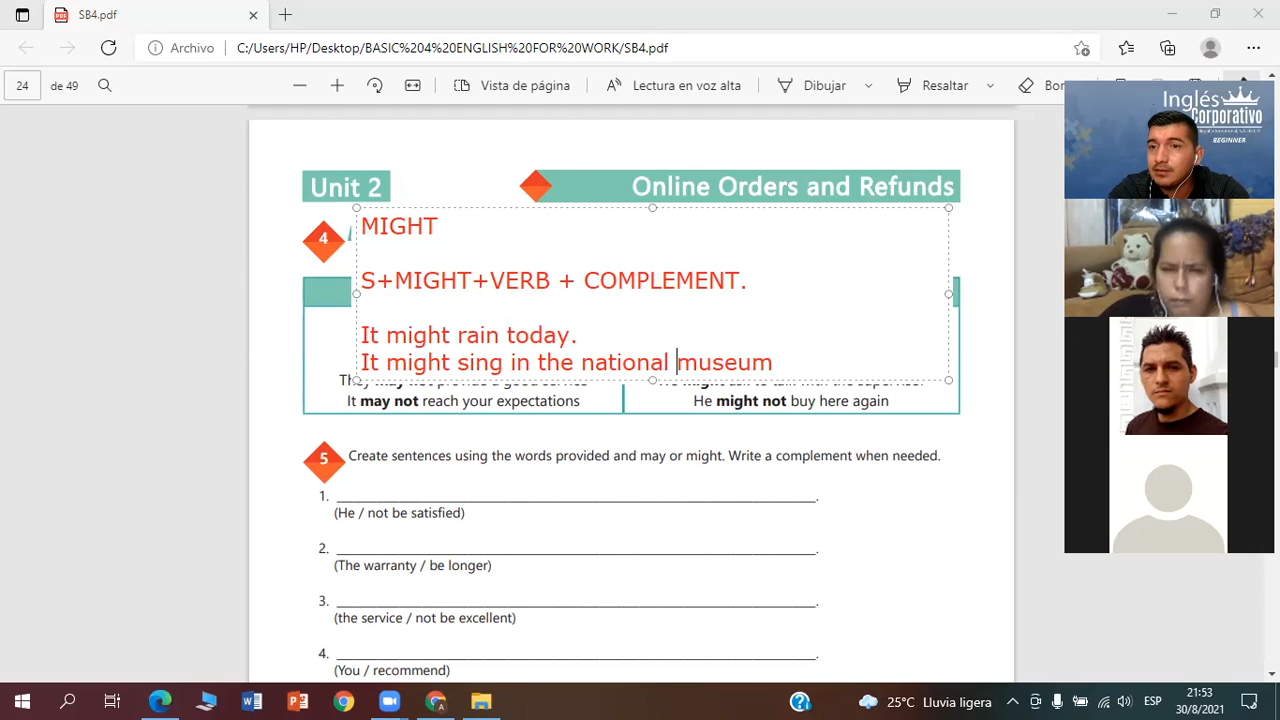 SB4.pdf
Archivo
C:/Users/HP/Desktop/BASIC%204%20ENGLISH%20FOR%20WORK/SB4.pdf
24
de 49
Vista de página
Lectura en voz alta
Dibujar
Resaltar
Bor
Inglés
Corporativo
BEGINNER
Unit 2
Online Orders and Refunds
4
MIGHT
S+MIGHT+VERB + COMPLEMENT.
It might rain today.
It might sing in the national museum
It may not reach your expectations
He might not buy here again
5
Create sentences using the words provided and may or might. Write a complement when needed.
1.
(He / not be satisfied)
2.
(The warranty / be longer)
3.
(the service / not be excellent)
4.
(You / recommend)
25°C Lluvia ligera
ESP
21:53
30/8/2021